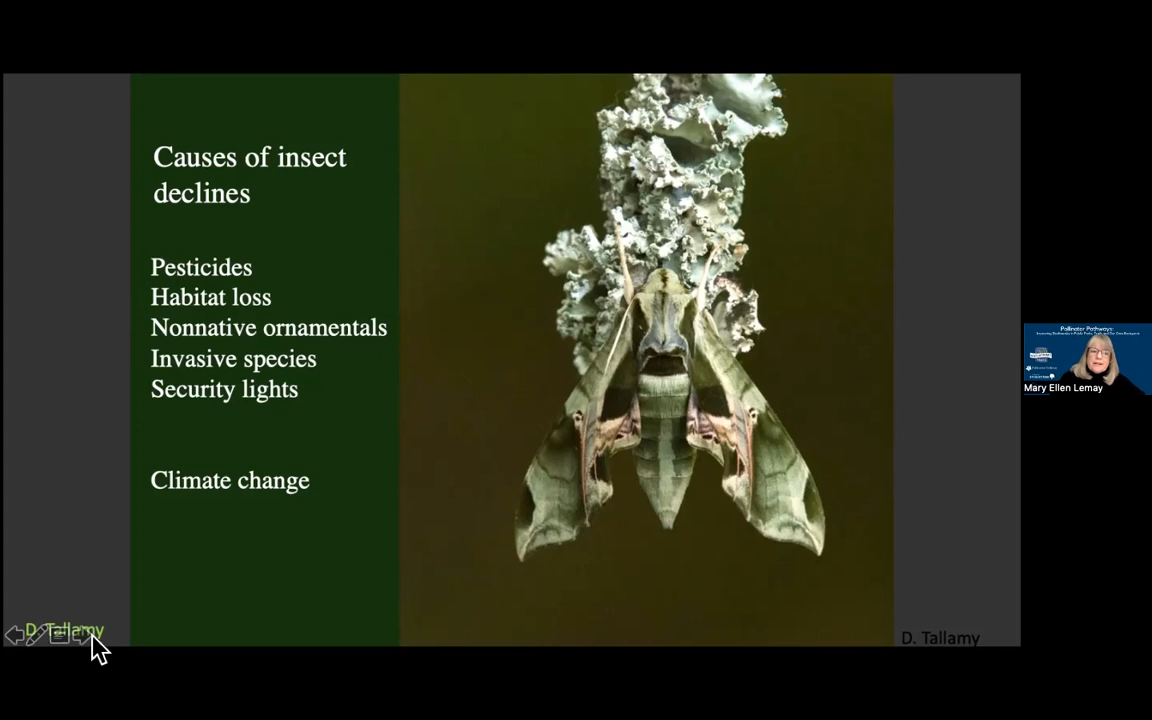 Causes of insect
declines
Pesticides
Habitat loss
Nonnative ornamentals
Invasive species
Security lights
Climate change
D. Tallamy
D. Tallamy
Pollinator Pathways:
Mary Ellen Lemay